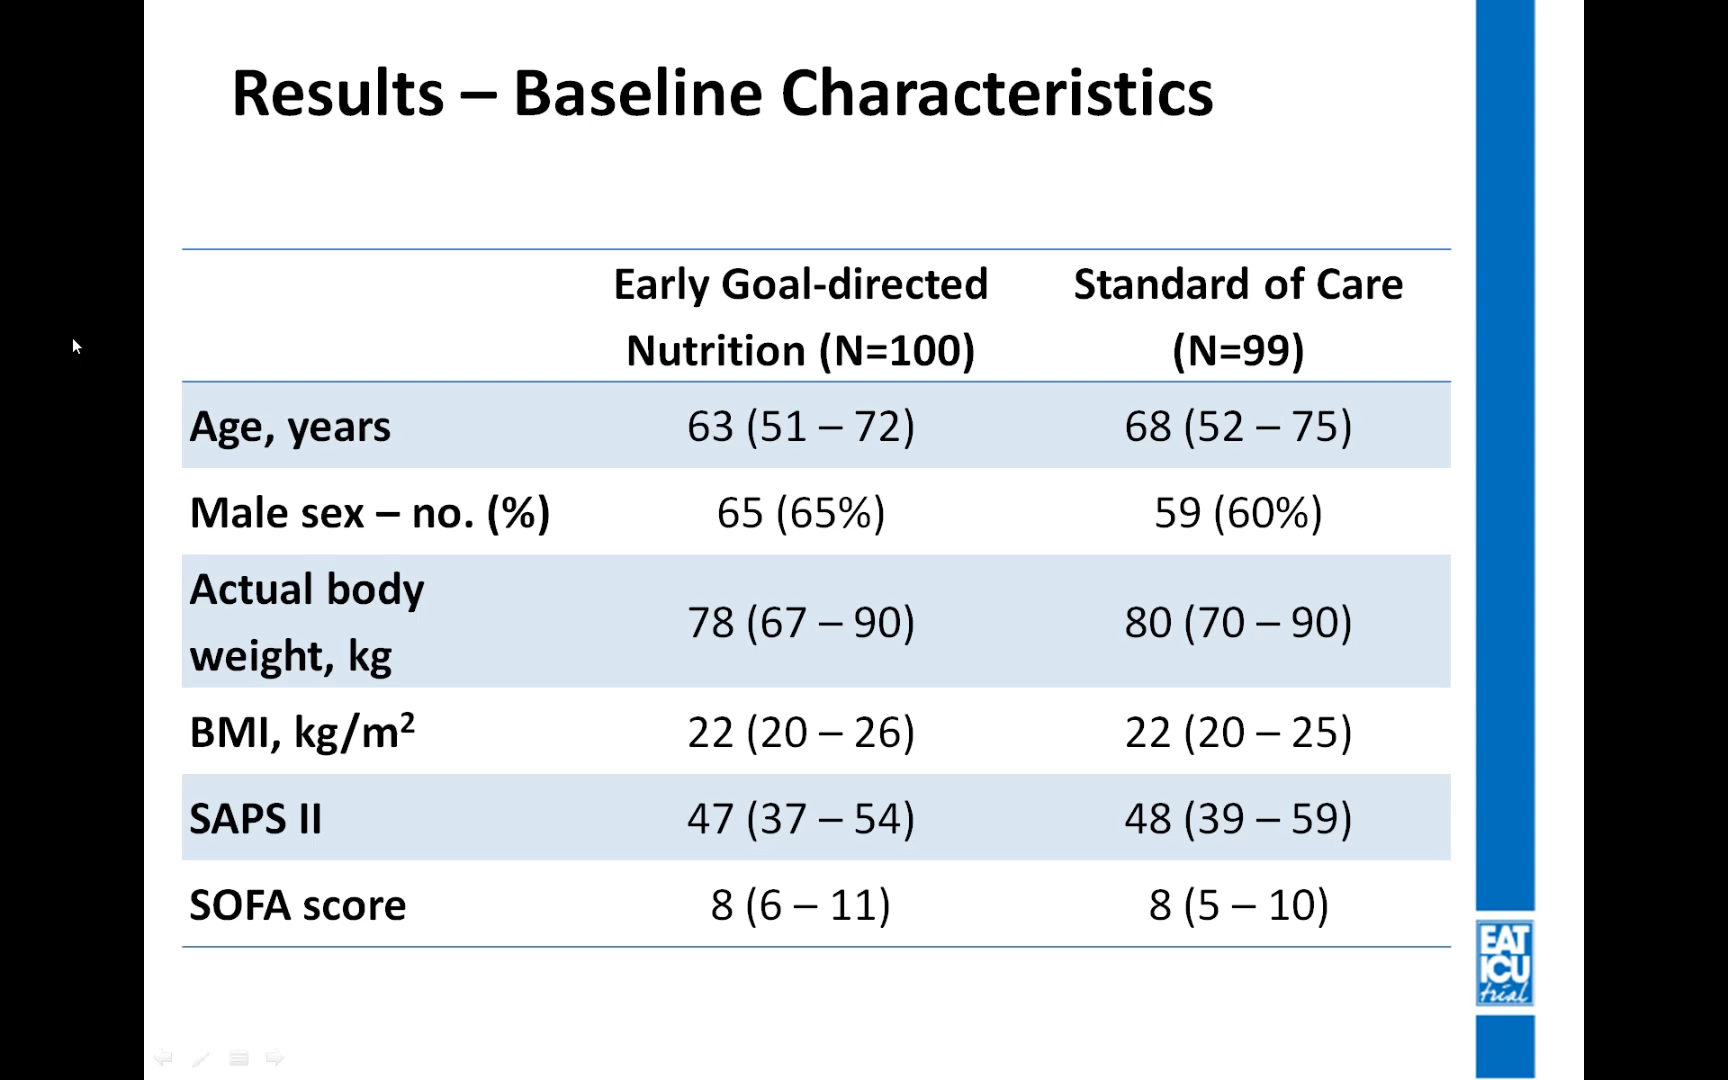 Results – Baseline Characteristics
Early Goal-directed Standard of Care
Nutrition (N=100) (N=99)
Age, years 63 (51 – 72) 68 (52 – 75)
Male sex – no. (%) 65 (65%) 59 (60%)
Actual body
weight, kg 78 (67 – 90) 80 (70 – 90)
BMI, kg/m² 22 (20 – 26) 22 (20 – 25)
SAPS II 47 (37 – 54) 48 (39 – 59)
SOFA score 8 (6 – 11) 8 (5 – 10)
EAT
ICU
trial